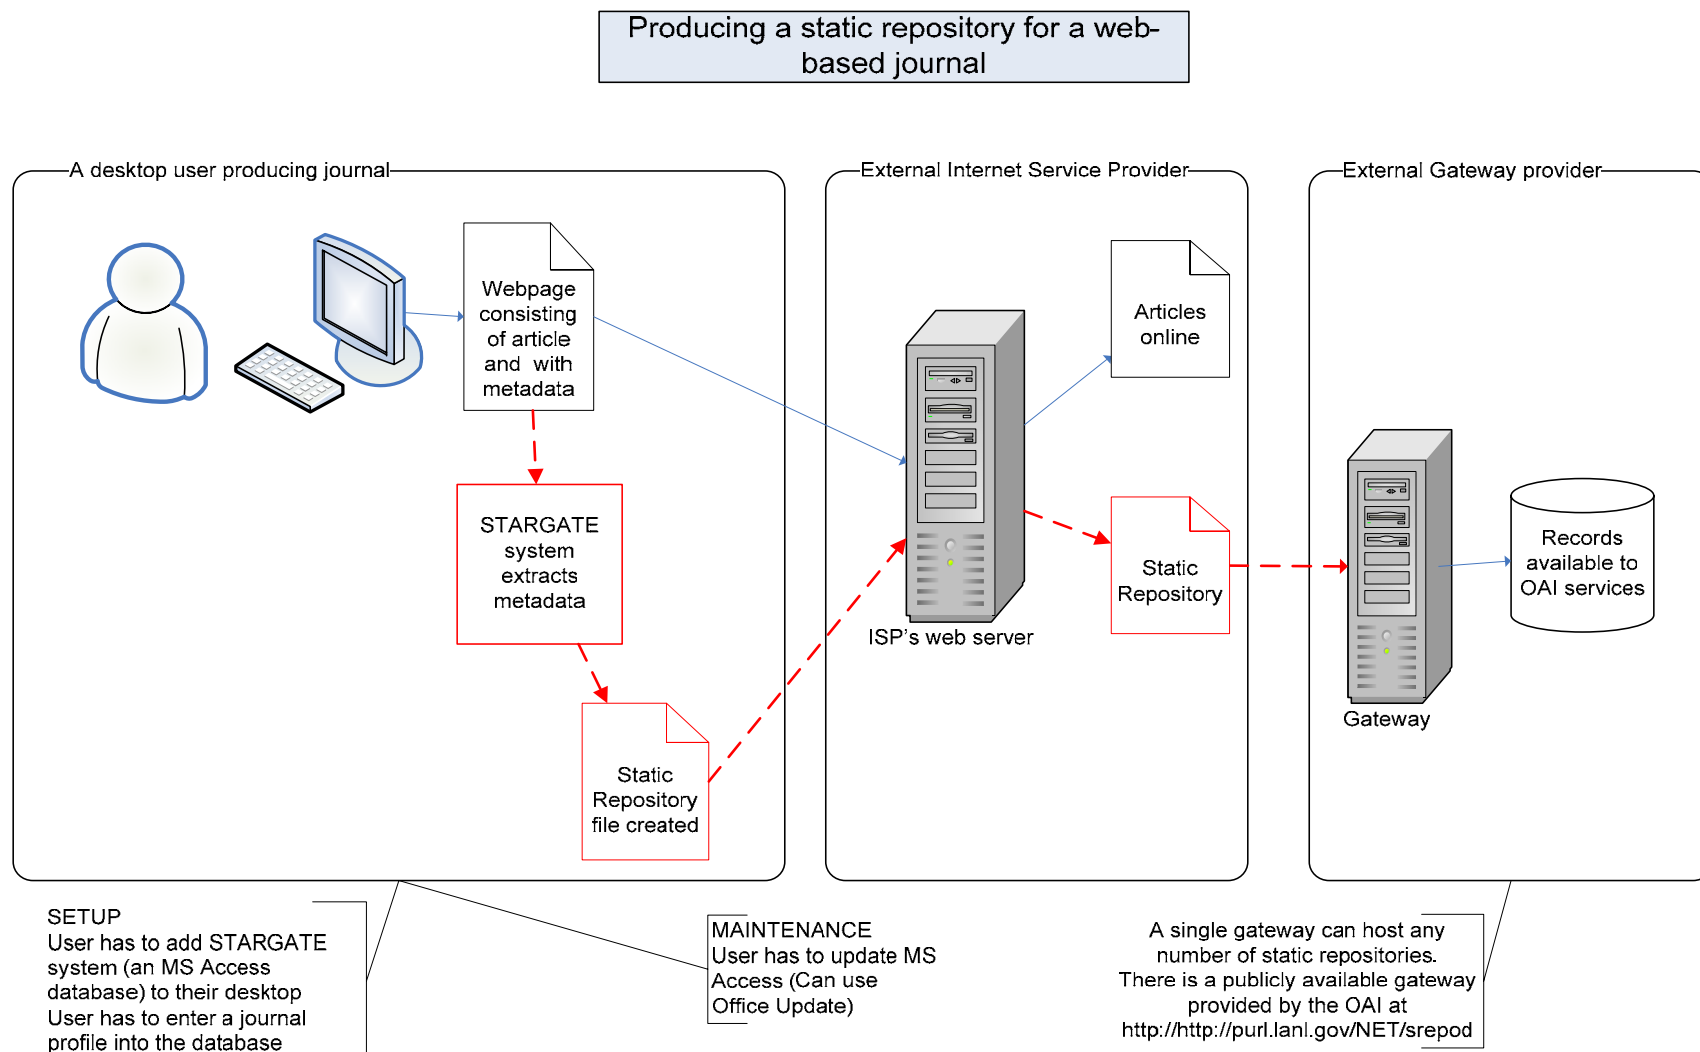 Producing a static repository for a web-
based journal
A desktop user producing journal
External Internet Service Provider
External Gateway provider
Webpage
consisting
of article
and with
metadata
STARGATE
system
extracts
metadata
Static
Repository
file created
ISP's web server
Articles
online
Static
Repository
Gateway
Records
available to
OAI services
SETUP
User has to add STARGATE
system (an MS Access
database) to their desktop
User has to enter a journal
profile into the database
MAINTENANCE
User has to update MS
Access (Can use
Office Update)
A single gateway can host any
number of static repositories.
There is a publicly available gateway
provided by the OAI at
http://http://purl.lanl.gov/NET/srepod